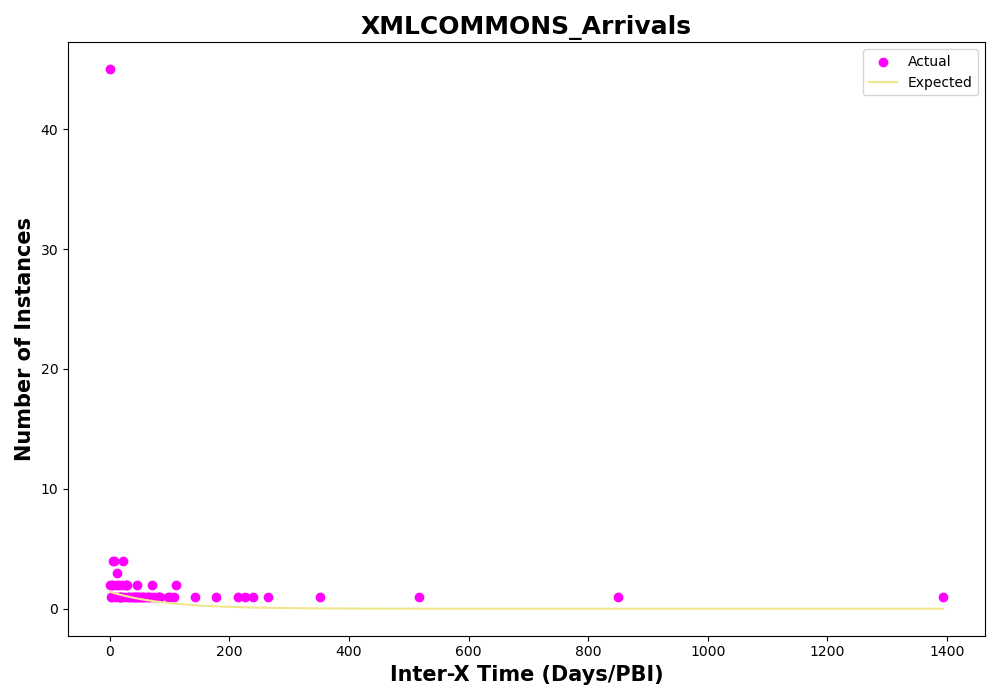 XMLCOMMONS_Arrivals
Actual
Expected
Number of Instances
40
30
20
10
0
0 200 400 600 800 1000 1200 1400
Inter-X Time (Days/PBI)